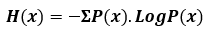 H(x) = −ΣP(x).LogP(x)